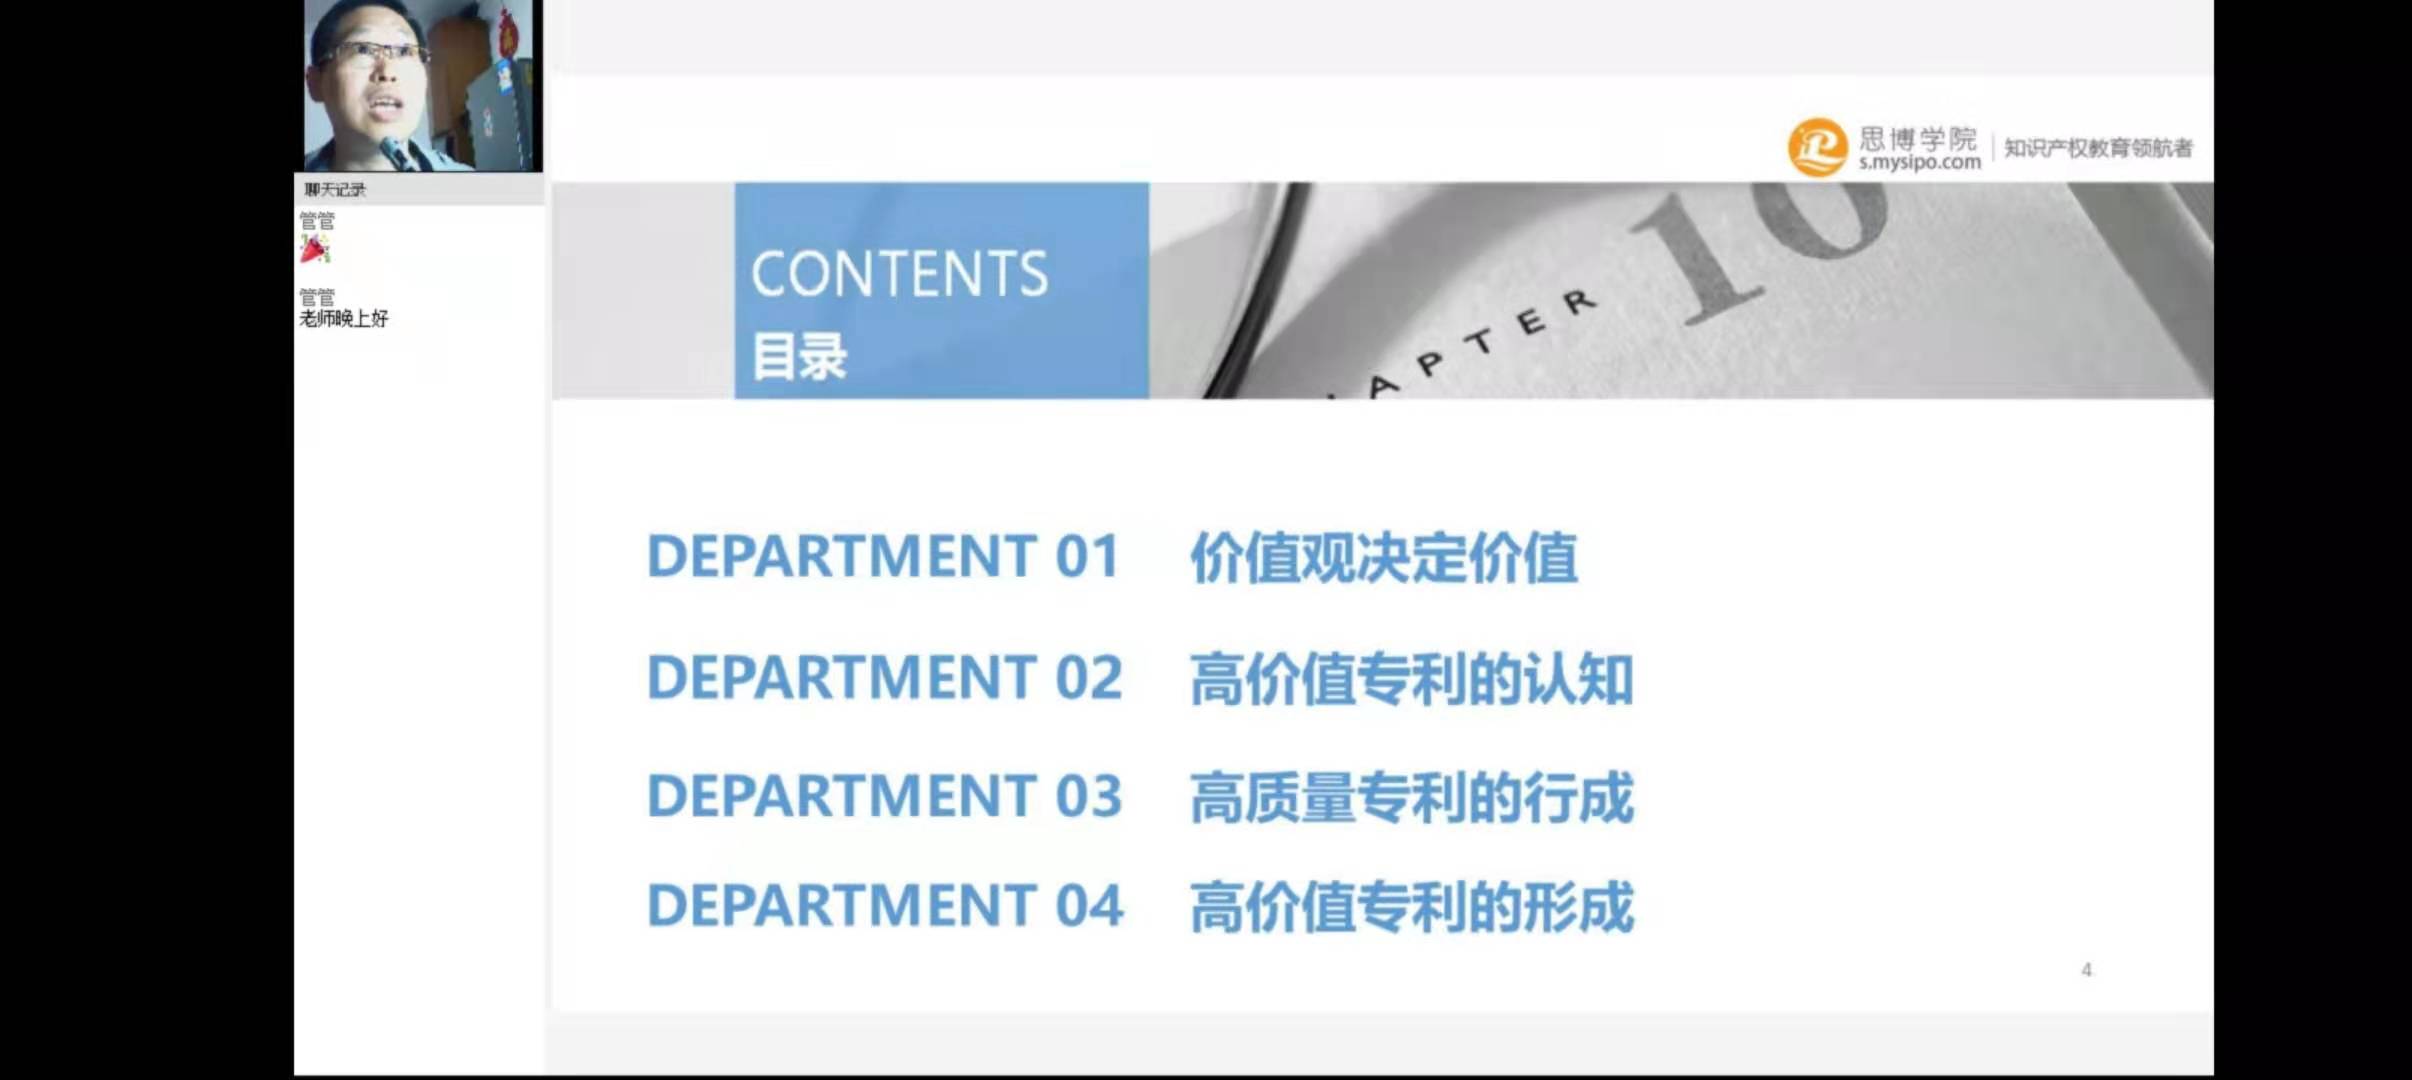 聊天记录
管管
管管
老师晚上好
思博学院
s.mysipo.com
知识产权教育领航者
CONTENTS
目录
APTER
10
DEPARTMENT 01 价值观决定价值
DEPARTMENT 02 高价值专利的认知
DEPARTMENT 03 高质量专利的行成
DEPARTMENT 04 高价值专利的形成
4